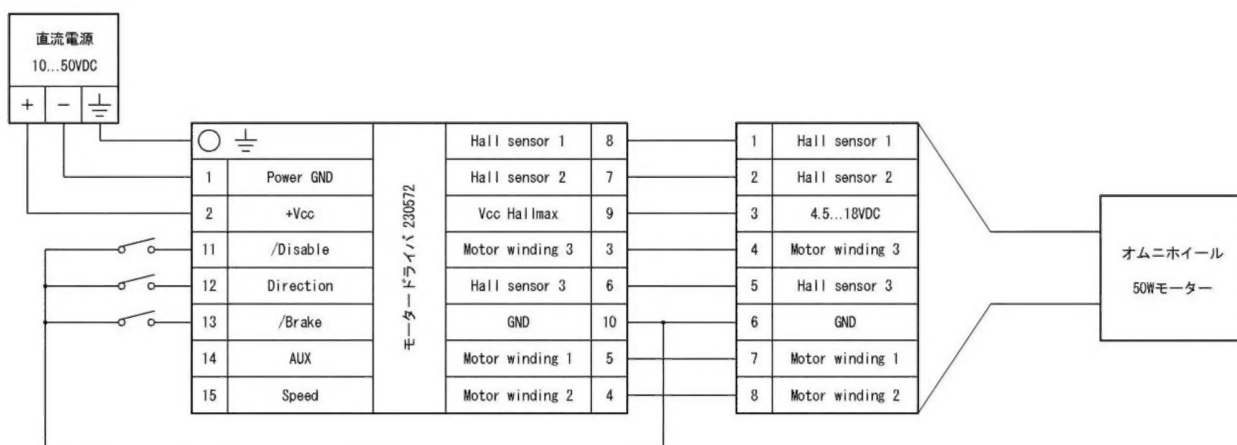 直流電源
10...50VDC
+ −
Hall sensor 1 8
1 Power GND Hall sensor 2 7
2 +Vcc Vcc Hallmax 9
11 /Disable Motor winding 3 3
12 Direction Hall sensor 3 6
13 /Brake GND 10
14 AUX Motor winding 1 5
15 Speed Motor winding 2 4
モータードライバ 230572
1 Hall sensor 1
2 Hall sensor 2
3 4.5...18VDC
4 Motor winding 3
5 Hall sensor 3
6 GND
7 Motor winding 1
8 Motor winding 2
オムニホイール
50Wモーター